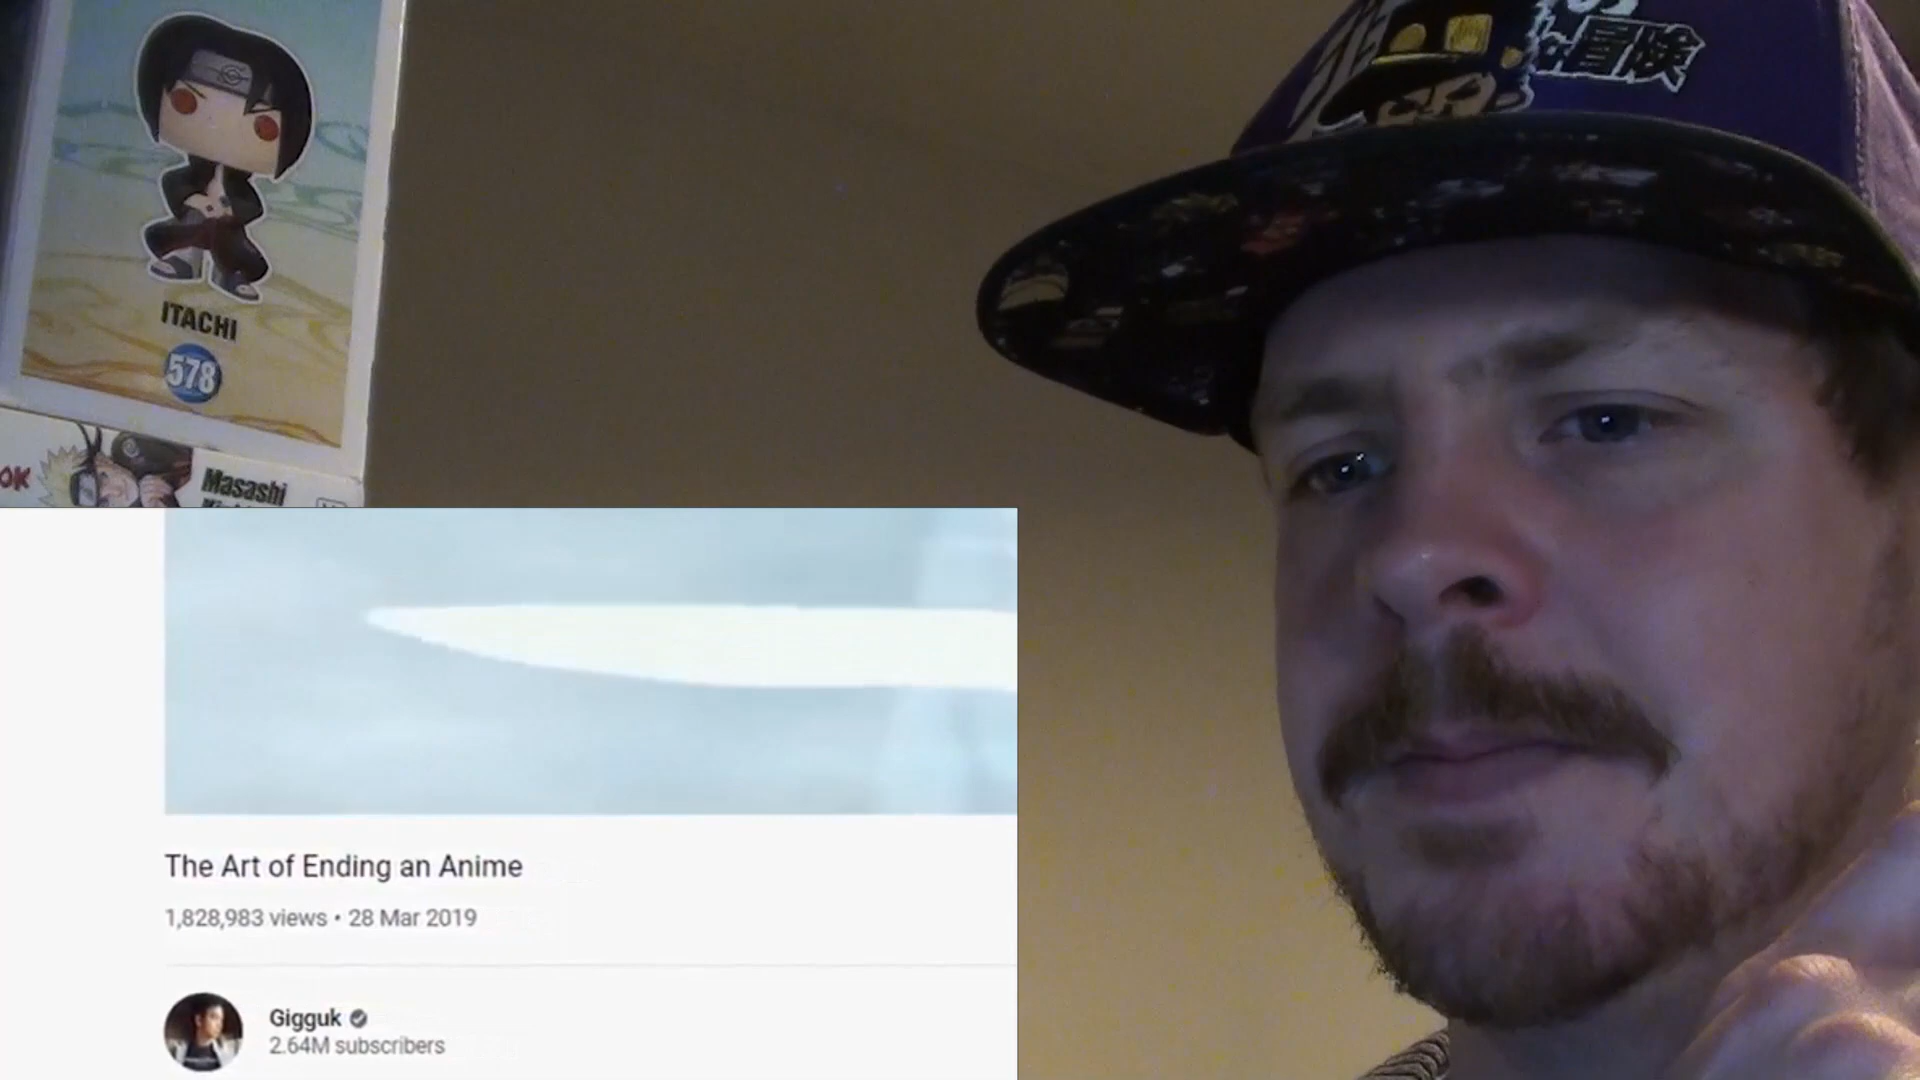 の
冒険
ITACHI
578
OK
Masashi
The Art of Ending an Anime
1,828,983 views • 28 Mar 2019
Gigguk
2.64M subscribers